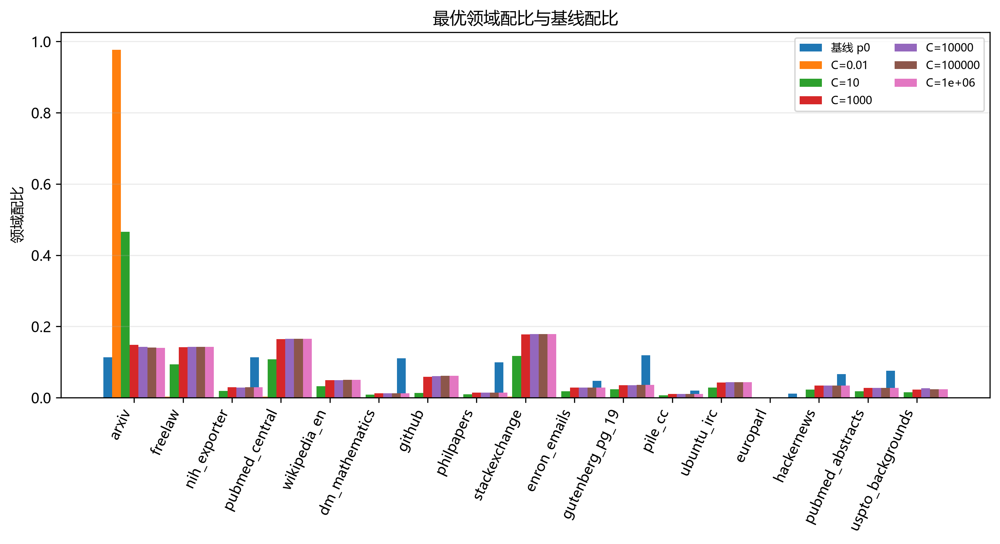 最优领域配比与基线配比
领域配比
1.0
0.8
0.6
0.4
0.2
0.0
基线 p0
C=0.01
C=10
C=1000
C=10000
C=100000
C=1e+06
arxiv
freelaw
nih_exporter
pubmed_central
wikipedia_en
dm_mathematics
github
philpapers
stackexchange
enron_emails
gutenberg_pg_19
pile_cc
ubuntu_irc
europarl
hackernews
pubmed_abstracts
uspto_backgrounds